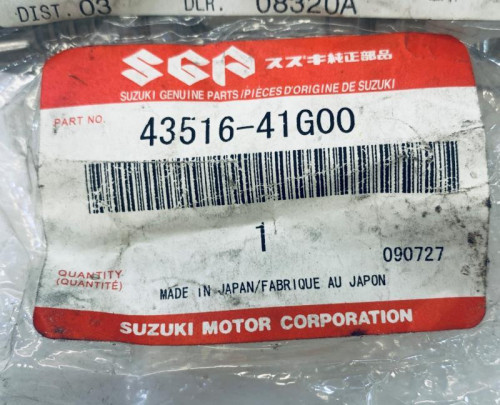 DIST. 03 DLR. 08320A
SGP スズキ純正部品
SUZUKI GENUINE PARTS/PIÈCES D'ORIGINE DE SUZUKI
PART NO. 43516-41G00
1
090727
QUANTITY
(QUANTITÉ)
MADE IN JAPAN/FABRIQUE AU JAPON
SUZUKI MOTOR CORPORATION